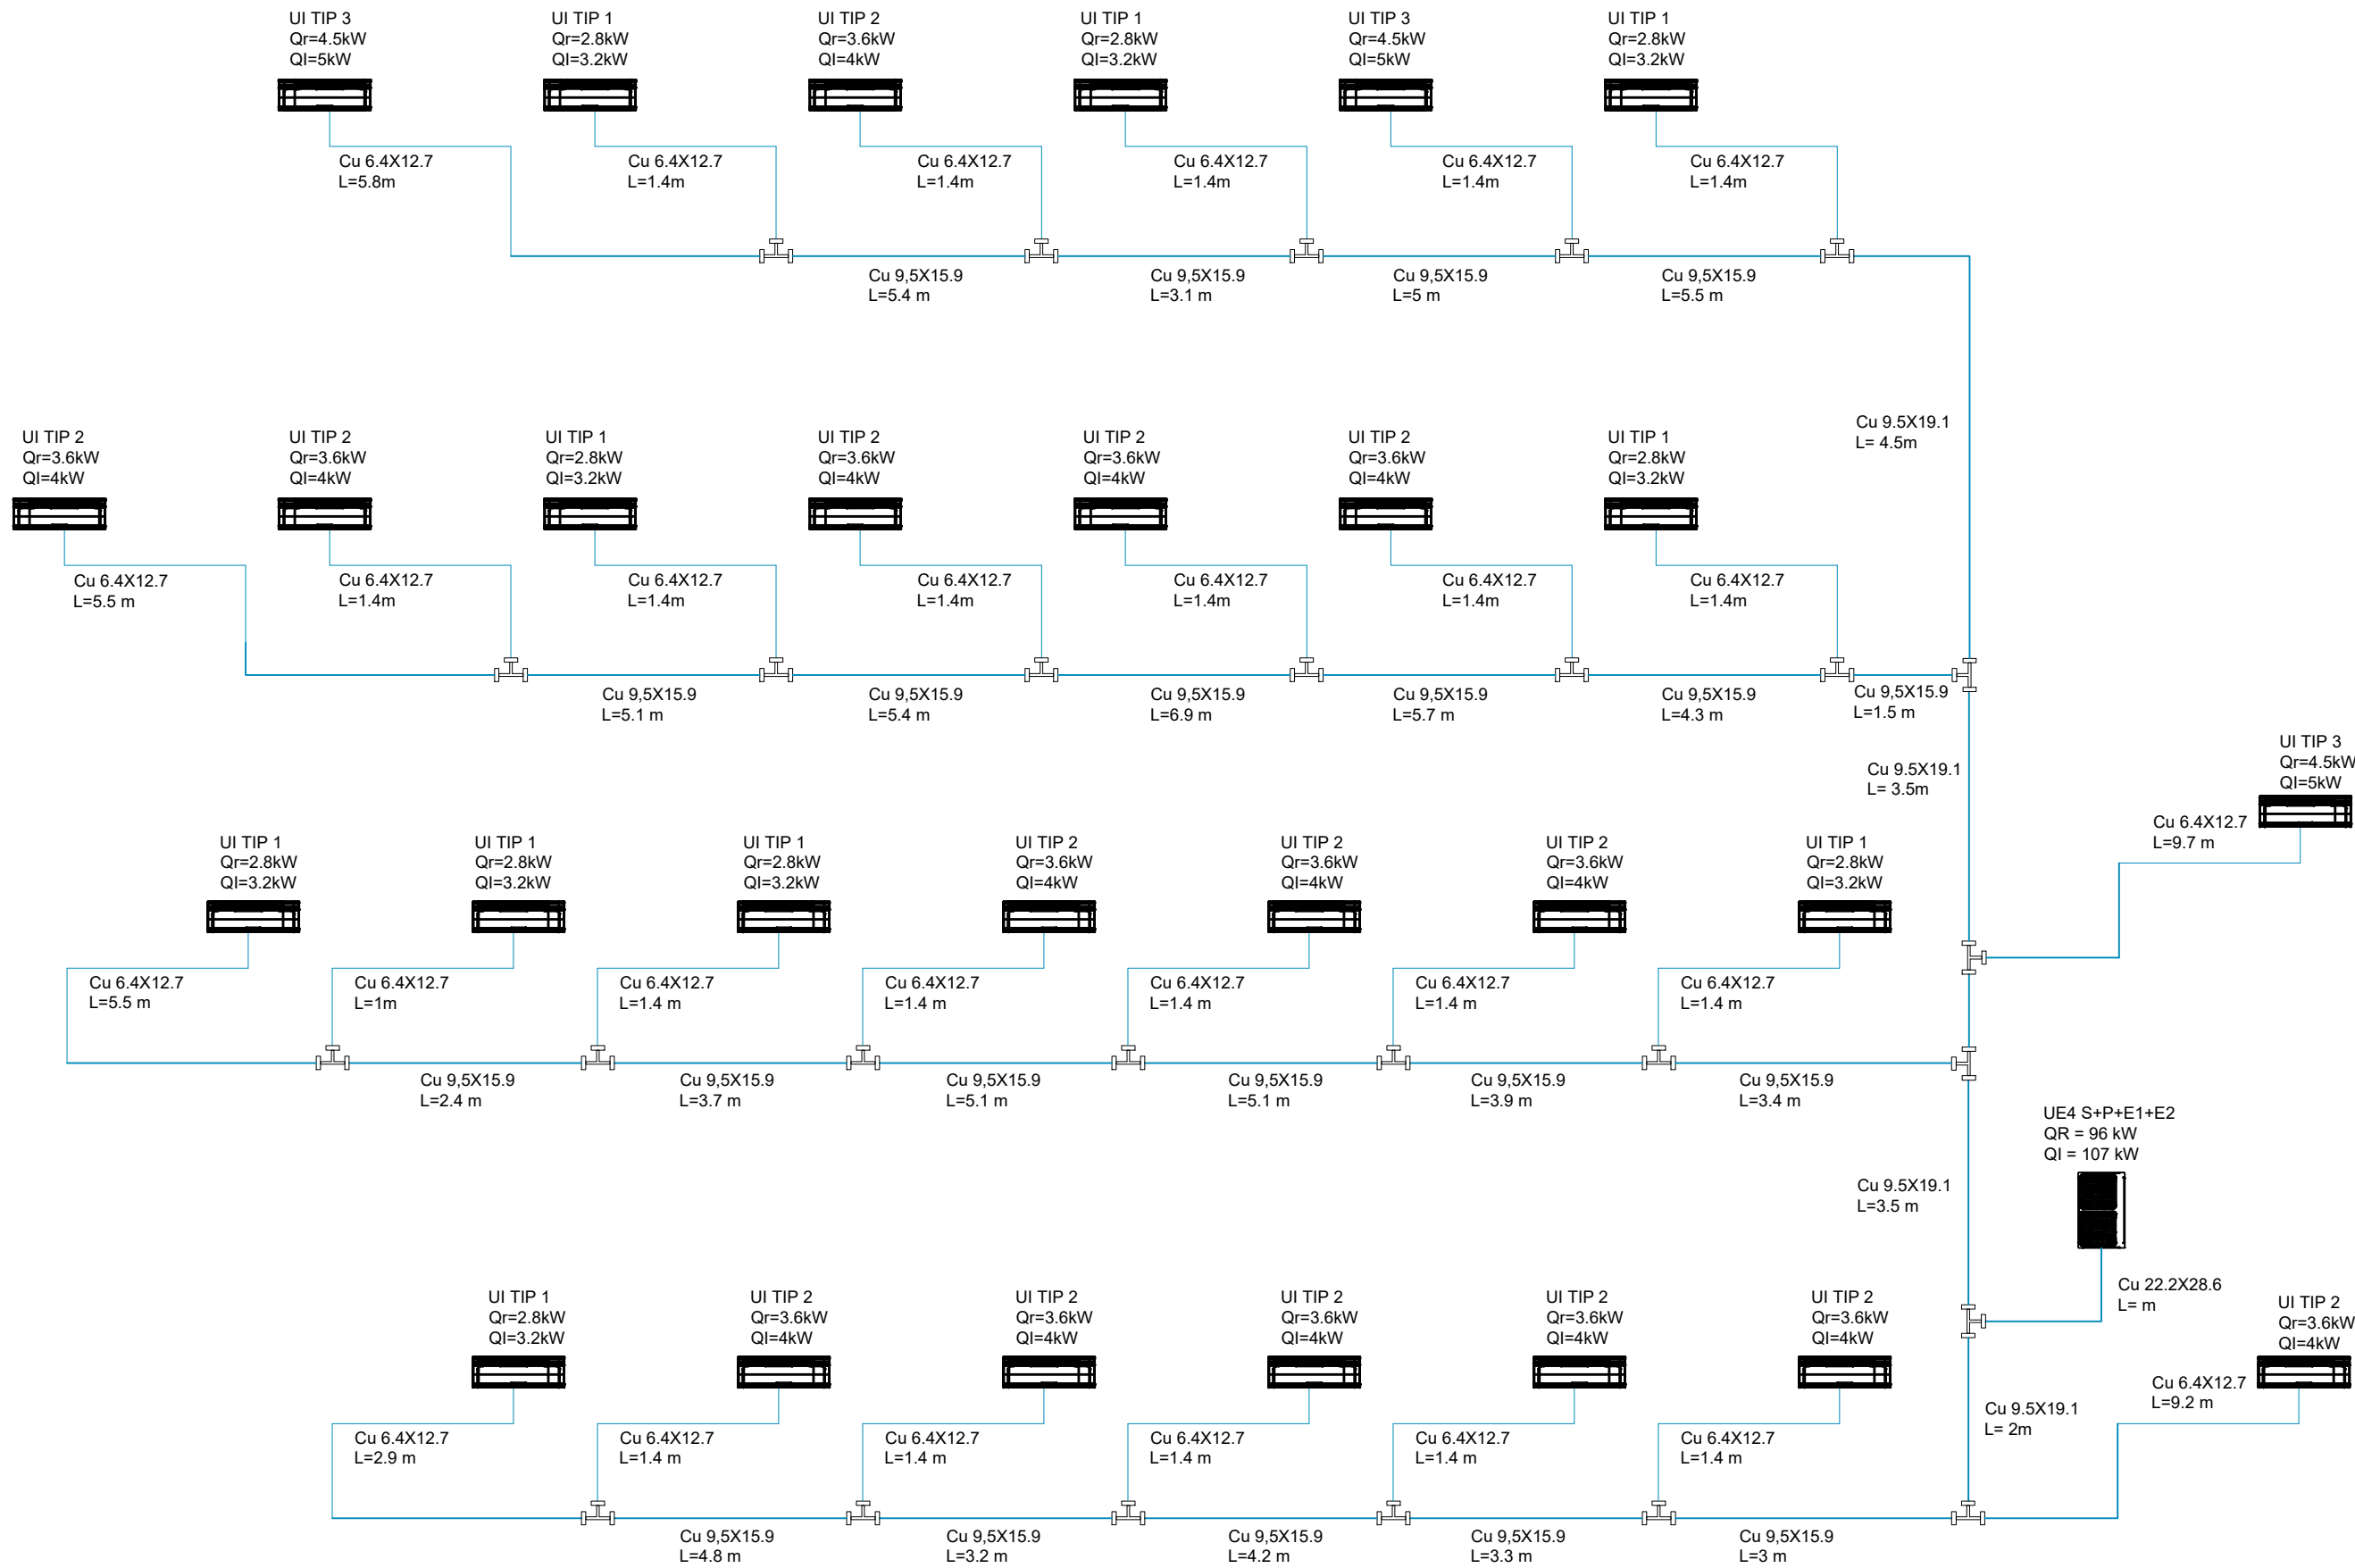 UI TIP 3
Qr=4.5kW
QI=5kW
UI TIP 1
Qr=2.8kW
QI=3.2kW
UI TIP 2
Qr=3.6kW
QI=4kW
UI TIP 1
Qr=2.8kW
QI=3.2kW
UI TIP 3
Qr=4.5kW
QI=5kW
UI TIP 1
Qr=2.8kW
QI=3.2kW
Cu 6.4X12.7
L=5.8m
Cu 6.4X12.7
L=1.4m
Cu 6.4X12.7
L=1.4m
Cu 6.4X12.7
L=1.4m
Cu 6.4X12.7
L=1.4m
Cu 6.4X12.7
L=1.4m
Cu 9,5X15.9
L=5.4 m
Cu 9,5X15.9
L=3.1 m
Cu 9,5X15.9
L=5 m
Cu 9,5X15.9
L=5.5 m
Cu 9.5X19.1
L= 4.5m
UI TIP 2
Qr=3.6kW
QI=4kW
UI TIP 2
Qr=3.6kW
QI=4kW
UI TIP 1
Qr=2.8kW
QI=3.2kW
UI TIP 2
Qr=3.6kW
QI=4kW
UI TIP 2
Qr=3.6kW
QI=4kW
UI TIP 2
Qr=3.6kW
QI=4kW
UI TIP 1
Qr=2.8kW
QI=3.2kW
Cu 6.4X12.7
L=5.5 m
Cu 6.4X12.7
L=1.4m
Cu 6.4X12.7
L=1.4m
Cu 6.4X12.7
L=1.4m
Cu 6.4X12.7
L=1.4m
Cu 6.4X12.7
L=1.4m
Cu 6.4X12.7
L=1.4m
Cu 9,5X15.9
L=5.1 m
Cu 9,5X15.9
L=5.4 m
Cu 9,5X15.9
L=6.9 m
Cu 9,5X15.9
L=5.7 m
Cu 9,5X15.9
L=4.3 m
Cu 9,5X15.9
L=1.5 m
Cu 9.5X19.1
L= 3.5m
UI TIP 3
Qr=4.5kW
QI=5kW
Cu 6.4X12.7
L=9.7 m
UI TIP 1
Qr=2.8kW
QI=3.2kW
UI TIP 1
Qr=2.8kW
QI=3.2kW
UI TIP 1
Qr=2.8kW
QI=3.2kW
UI TIP 2
Qr=3.6kW
QI=4kW
UI TIP 2
Qr=3.6kW
QI=4kW
UI TIP 2
Qr=3.6kW
QI=4kW
UI TIP 1
Qr=2.8kW
QI=3.2kW
Cu 6.4X12.7
L=5.5 m
Cu 6.4X12.7
L=1m
Cu 6.4X12.7
L=1.4 m
Cu 6.4X12.7
L=1.4 m
Cu 6.4X12.7
L=1.4 m
Cu 6.4X12.7
L=1.4 m
Cu 6.4X12.7
L=1.4 m
Cu 9,5X15.9
L=2.4 m
Cu 9,5X15.9
L=3.7 m
Cu 9,5X15.9
L=5.1 m
Cu 9,5X15.9
L=5.1 m
Cu 9,5X15.9
L=3.9 m
Cu 9,5X15.9
L=3.4 m
UE4 S+P+E1+E2
QR = 96 kW
QI = 107 kW
Cu 9.5X19.1
L=3.5 m
Cu 22.2X28.6
L= m
UI TIP 1
Qr=2.8kW
QI=3.2kW
UI TIP 2
Qr=3.6kW
QI=4kW
UI TIP 2
Qr=3.6kW
QI=4kW
UI TIP 2
Qr=3.6kW
QI=4kW
UI TIP 2
Qr=3.6kW
QI=4kW
UI TIP 2
Qr=3.6kW
QI=4kW
UI TIP 2
Qr=3.6kW
QI=4kW
Cu 6.4X12.7
L=2.9 m
Cu 6.4X12.7
L=1.4 m
Cu 6.4X12.7
L=1.4 m
Cu 6.4X12.7
L=1.4 m
Cu 6.4X12.7
L=1.4 m
Cu 6.4X12.7
L=1.4 m
Cu 9.5X19.1
L= 2m
Cu 6.4X12.7
L=9.2 m
Cu 9,5X15.9
L=4.8 m
Cu 9,5X15.9
L=3.2 m
Cu 9,5X15.9
L=4.2 m
Cu 9,5X15.9
L=3.3 m
Cu 9,5X15.9
L=3 m